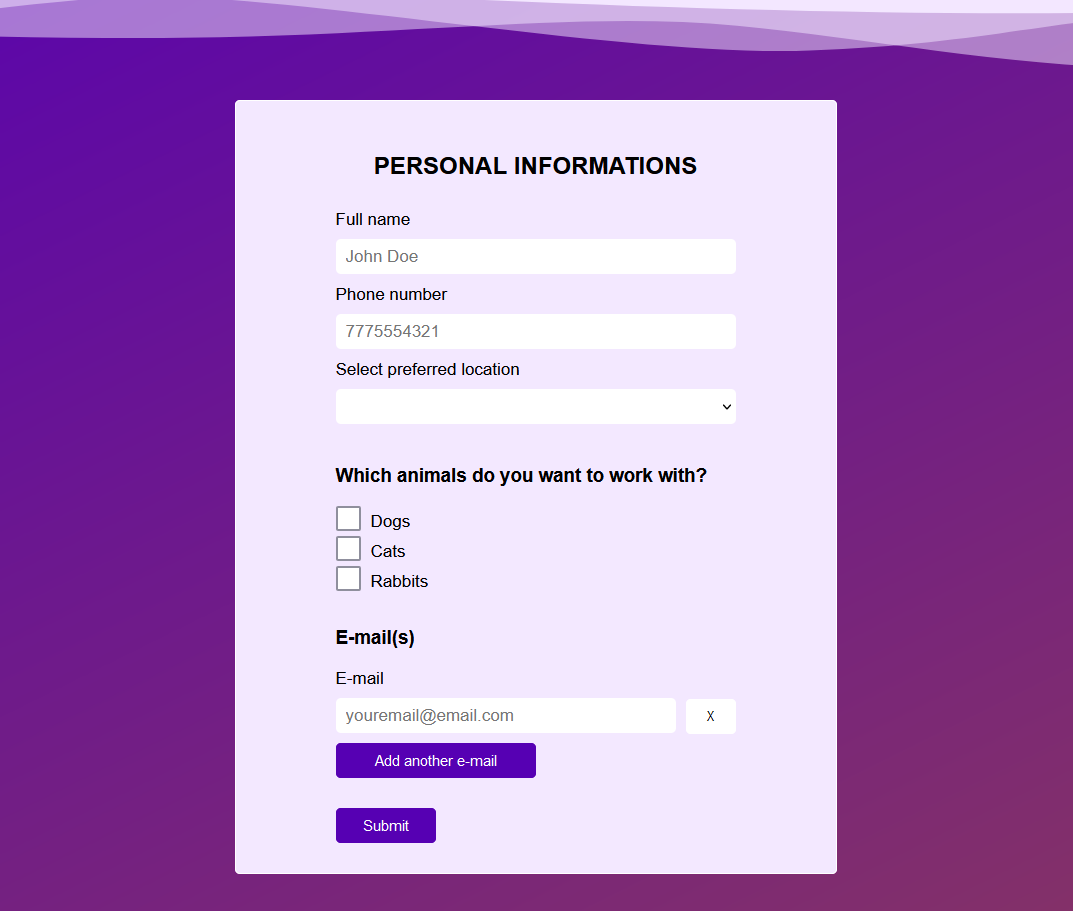 PERSONAL INFORMATIONS
Full name
John Doe
Phone number
7775554321
Select preferred location
Which animals do you want to work with?
Dogs
Cats
Rabbits
E-mail(s)
E-mail
youremail@email.com X
Add another e-mail
Submit